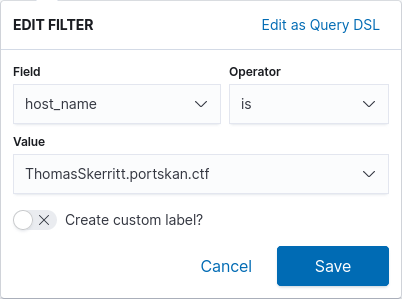 EDIT FILTER Edit as Query DSL
Field Operator
host_name is
Value
ThomasSkerritt.portskan.ctf
Create custom label?
Cancel Save